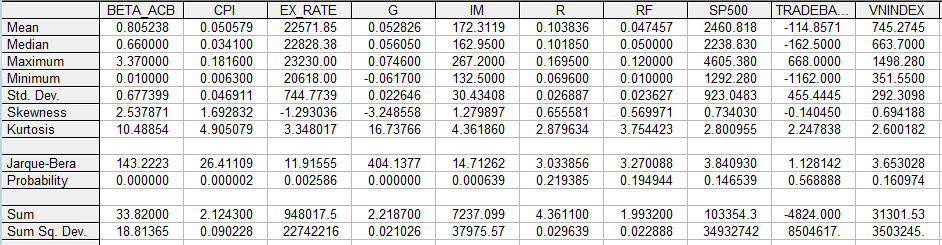 BETA_ACB CPI EX_RATE G IM R RF SP500 TRADEBA... VNINDEX
Mean 0.805238 0.050579 22571.85 0.052826 172.3119 0.103836 0.047457 2460.818 -114.8571 745.2745
Median 0.660000 0.034100 22828.38 0.056050 162.9500 0.101850 0.050000 2238.830 -162.5000 663.7000
Maximum 3.370000 0.181600 23230.00 0.074600 267.2000 0.169500 0.120000 4605.380 668.0000 1498.280
Minimum 0.010000 0.006300 20618.00 -0.061700 132.5000 0.069600 0.010000 1292.280 -1162.000 351.5500
Std. Dev. 0.677399 0.046911 744.7739 0.022646 30.43408 0.026887 0.023627 923.0483 455.4445 292.3098
Skewness 2.537871 1.692832 -1.293036 -3.248558 1.279897 0.655581 0.569971 0.734030 -0.140450 0.694188
Kurtosis 10.48854 4.905079 3.348017 16.73766 4.361860 2.879634 3.754423 2.800955 2.247838 2.600182
Jarque-Bera 143.2223 26.41109 11.91555 404.1377 14.71262 3.033856 3.270088 3.840930 1.128142 3.653028
Probability 0.000000 0.000002 0.002586 0.000000 0.000639 0.219385 0.194944 0.146539 0.568888 0.160974
Sum 33.82000 2.124300 948017.5 2.218700 7237.099 4.361100 1.993200 103354.3 -4824.000 31301.53
Sum Sq. Dev. 18.81365 0.090228 22742216 0.021026 37975.57 0.029639 0.022888 34932742 8504617. 3503245.